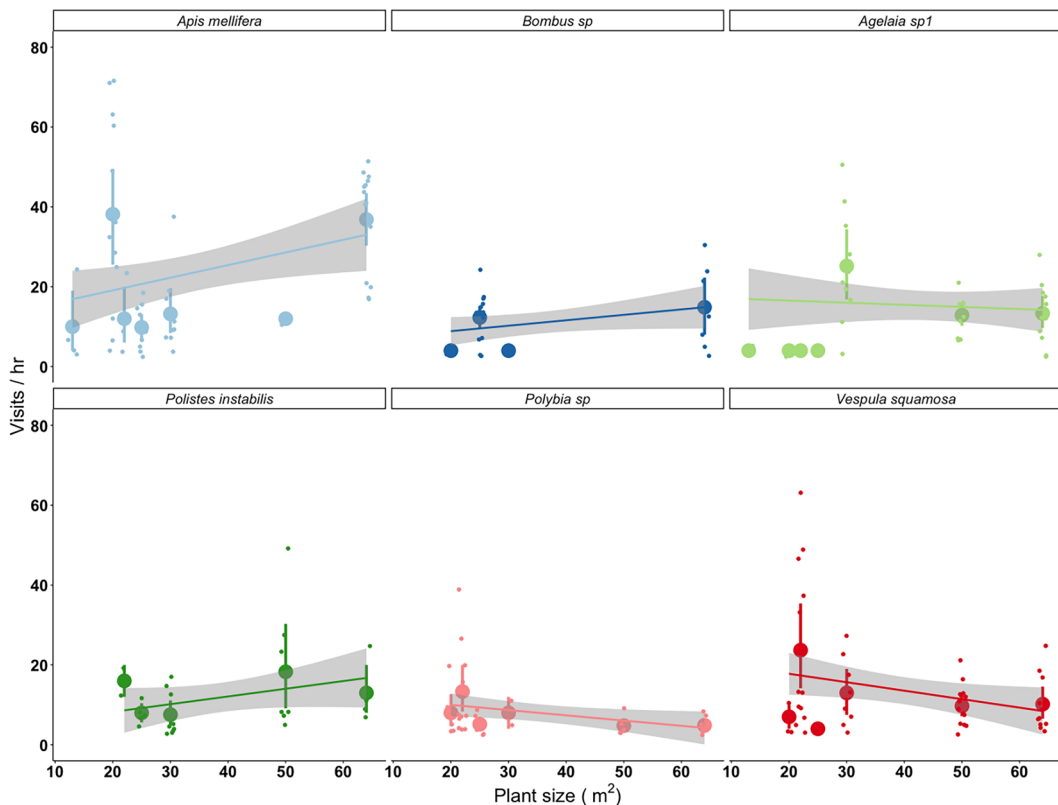 Apis mellifera Bombus sp Agelaia sp1
80
60
40
20
0
Polistes instabilis Polybia sp Vespula squamosa
80
60
40
20
0
10 20 30 40 50 60 10 20 30 40 50 60 10 20 30 40 50 60
Visits / hr
Plant size ( m²)